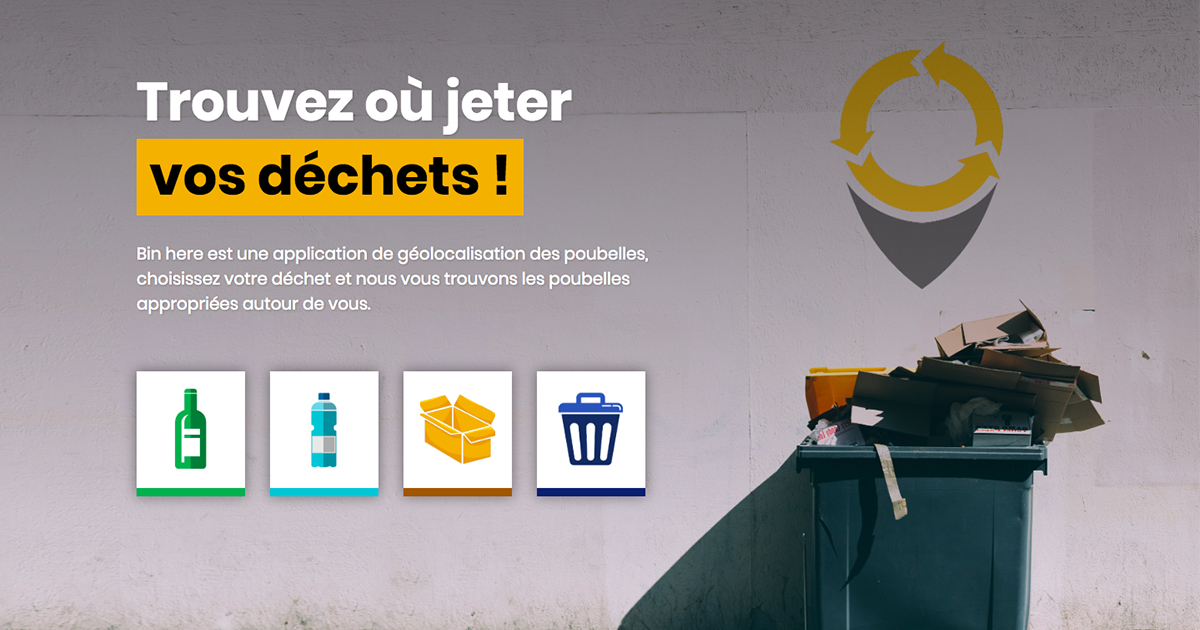 Trouvez où jeter
vos déchets !
Bin here est une application de géolocalisation des poubelles,
choisissez votre déchet et nous vous trouvons les poubelles
appropriées autour de vous.